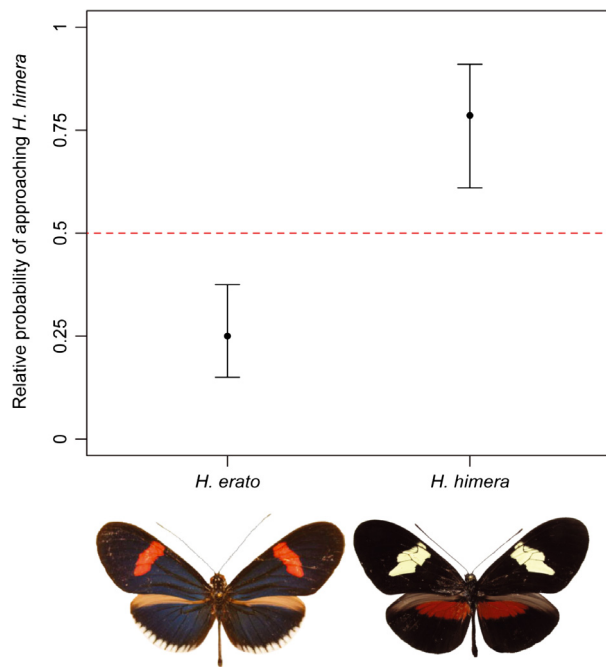 Relative probability of approaching H. himera
1
0.75
0.5
0.25
0
H. erato H. himera